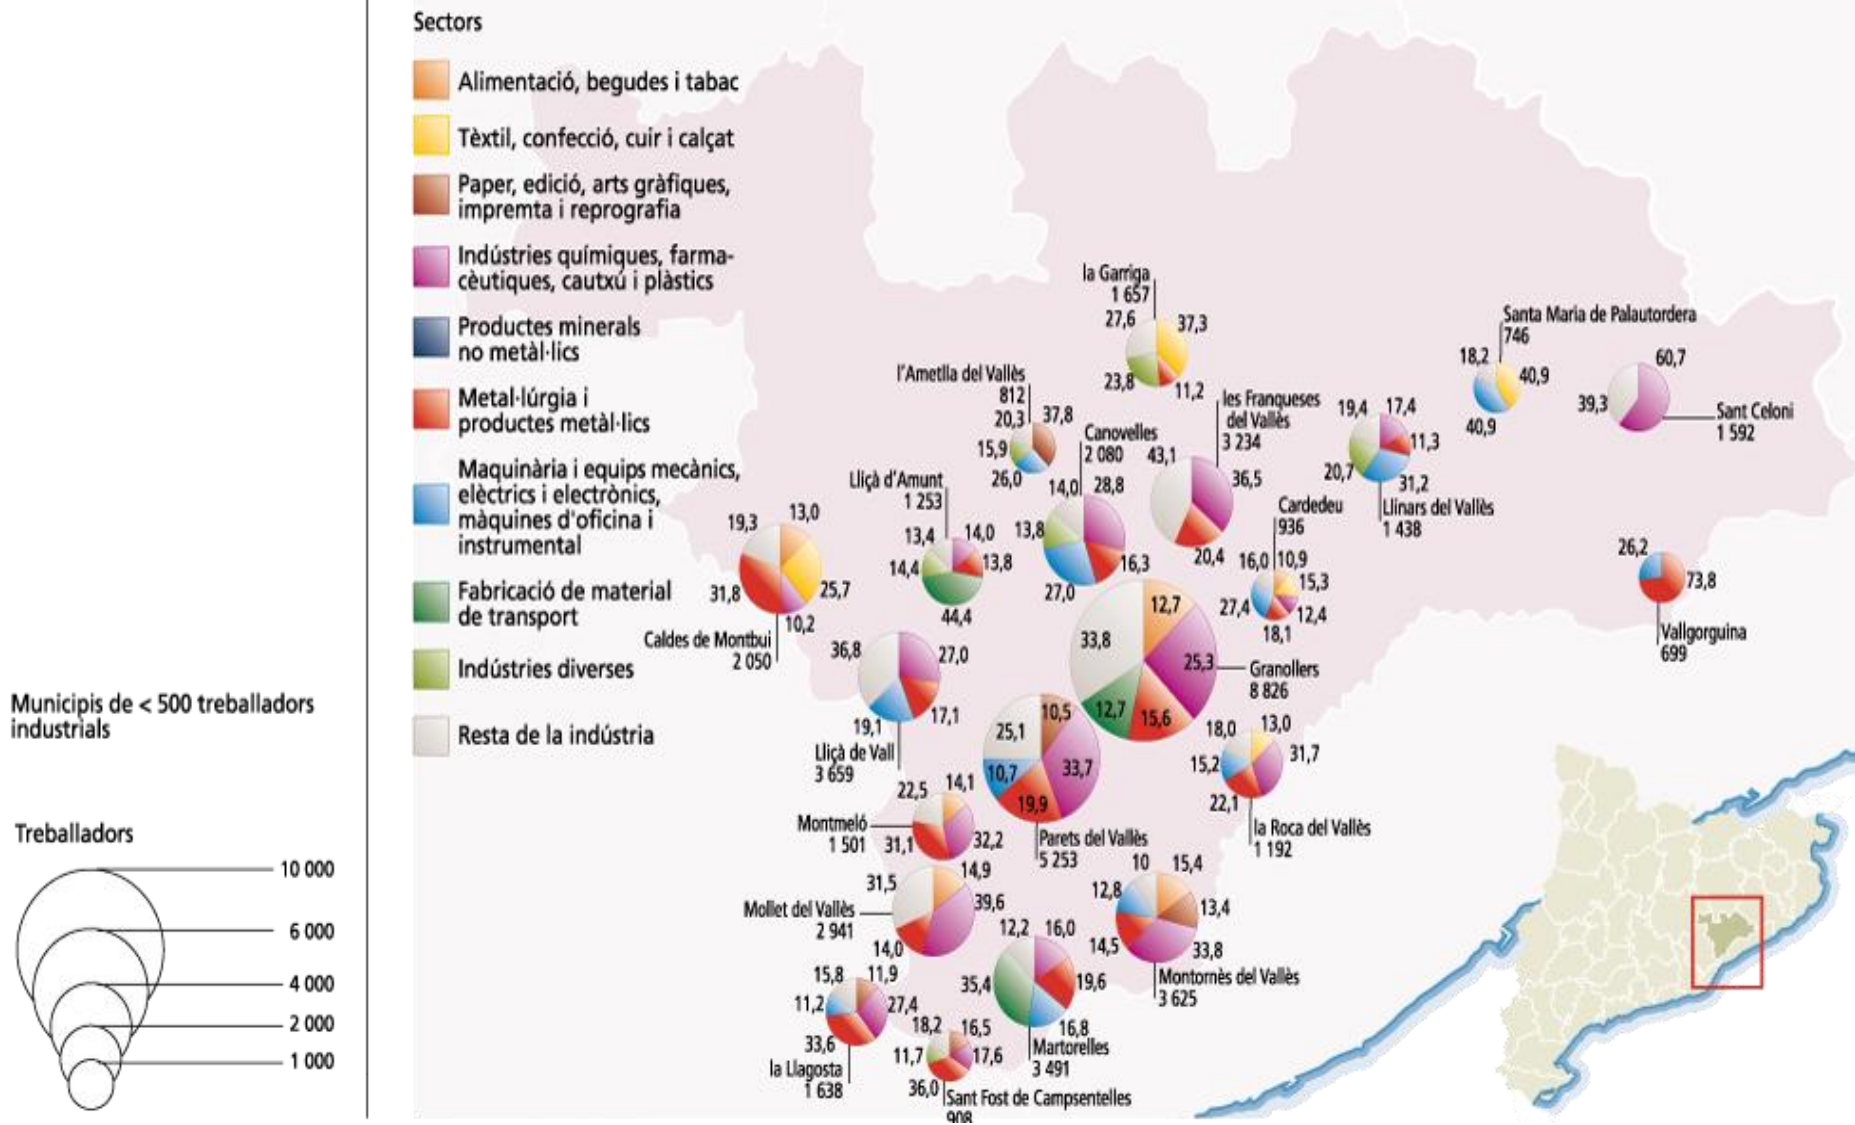 Sectors
Alimentació, begudes i tabac
Tèxtil, confecció, cuir i calçat
Paper, edició, arts gràfiques,
impremta i reprografia
Indústries químiques, farma-
cèutiques, cautxú i plàstics
Productes minerals
no metàl·lics
Metal·lúrgia i
productes metàl·lics
Maquinària i equips mecànics,
elèctrics i electrònics,
màquines d'oficina i
instrumental
Fabricació de material
de transport
Indústries diverses
Resta de la indústria
Municipis de < 500 treballadors
industrials
Treballadors
10 000
6 000
4 000
2 000
1 000
la Garriga
1 657
27,6
37,3
23,8
11,2
Santa Maria de Palautordera
746
18,2
40,9
40,9
60,7
39,3
Sant Celoni
1 592
l'Ametlla del Vallès
812
20,3
37,8
15,9
26,0
les Franqueses
del Vallès
3 234
43,1
36,5
20,4
19,4
17,4
11,3
20,7
31,2
Llinars del Vallès
1 438
Canovelles
2 080
14,0
28,8
13,8
16,3
27,0
Lliçà d'Amunt
1 253
13,4
14,0
14,4
13,8
44,4
Cardedeu
936
16,0
10,9
15,3
27,4
12,4
18,1
19,3
13,0
31,8
25,7
10,2
Caldes de Montbui
2 050
26,2
73,8
Vallgorguina
699
12,7
33,8
25,3
12,7
15,6
Granollers
8 826
36,8
27,0
19,1
17,1
Lliçà de Vall
3 659
10,5
25,1
33,7
10,7
19,9
Parets del Vallès
5 253
18,0
13,0
31,7
15,2
22,1
la Roca del Vallès
1 192
22,5
14,1
Montmeló
1 501
31,1
32,2
14,9
31,5
39,6
Mollet del Vallès
2 941
14,0
10
15,4
12,8
13,4
14,5
33,8
Montornès del Vallès
3 625
12,2
16,0
35,4
19,6
16,8
Martorelles
3 491
15,8
11,9
11,2
27,4
33,6
la Llagosta
1 638
18,2
16,5
11,7
17,6
36,0
Sant Fost de Campsentelles
908